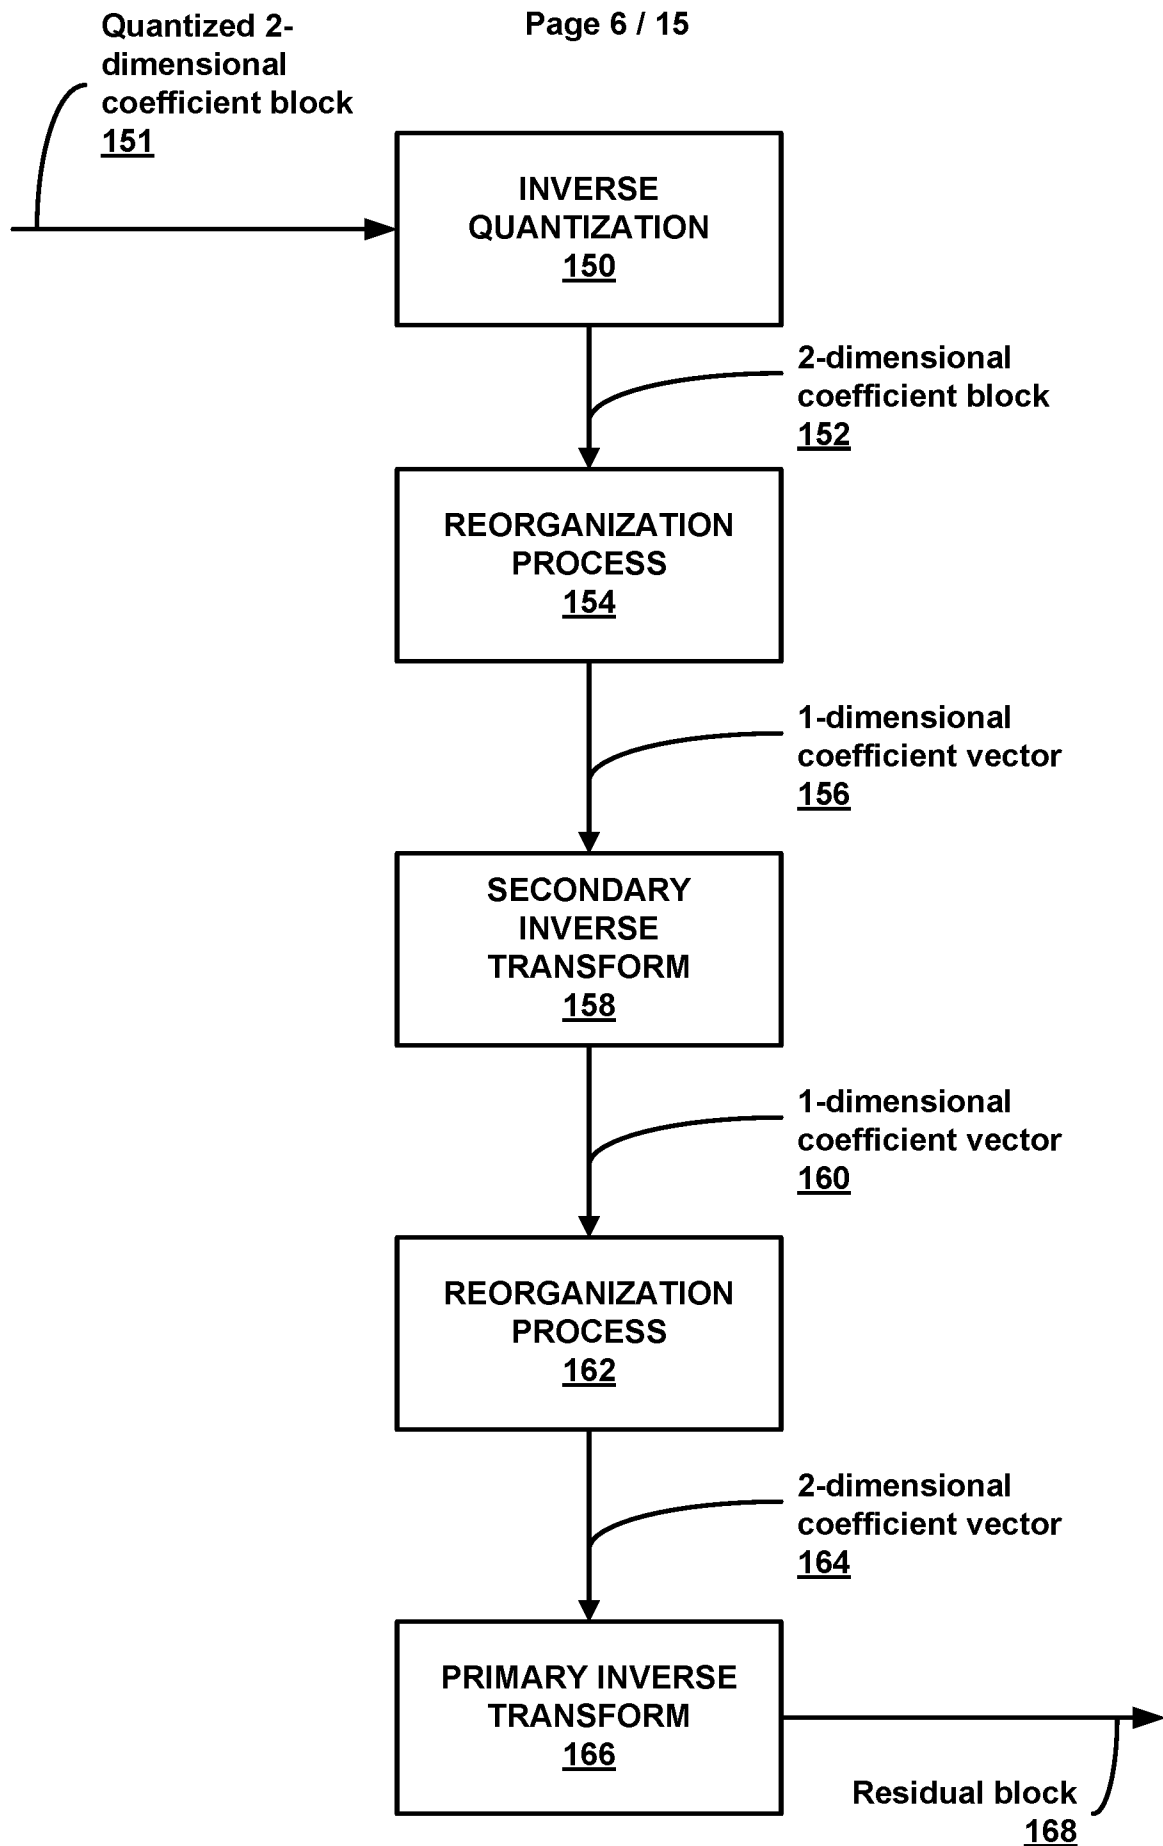 Page 6 / 15
Quantized 2-
dimensional
coefficient block
151
INVERSE
QUANTIZATION
150
2-dimensional
coefficient block
152
REORGANIZATION
PROCESS
154
1-dimensional
coefficient vector
156
SECONDARY
INVERSE
TRANSFORM
158
1-dimensional
coefficient vector
160
REORGANIZATION
PROCESS
162
2-dimensional
coefficient vector
164
PRIMARY INVERSE
TRANSFORM
166
Residual block
168